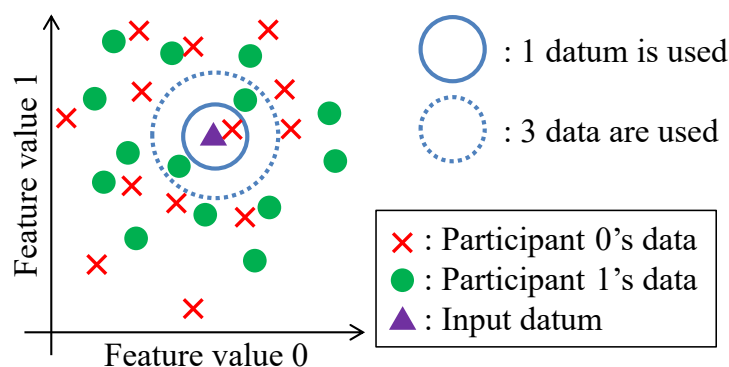 Feature value 1
Feature value 0
: 1 datum is used
: 3 data are used
: Participant 0's data
: Participant 1's data
: Input datum